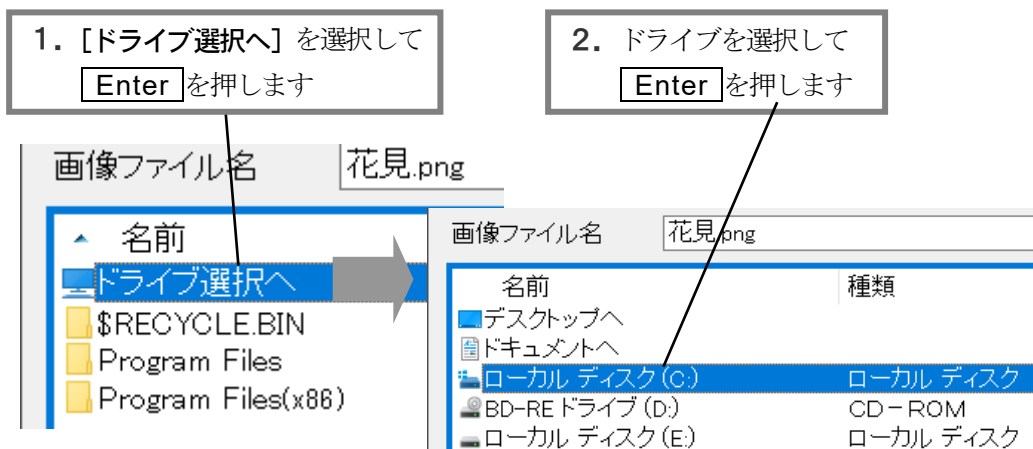 1. [ドライブ選択へ] を選択して
Enter を押します
2. ドライブを選択して
Enter を押します
画像ファイル名 花見.png
名前
ドライブ選択へ
$RECYCLE.BIN
Program Files
Program Files(x86)
画像ファイル名 花見.png
名前 種類
デスクトップへ
ドキュメントへ
ローカル ディスク(C:) ローカル ディスク
BD-RE ドライブ(D:) CD-ROM
ローカル ディスク(E:) ローカル ディスク